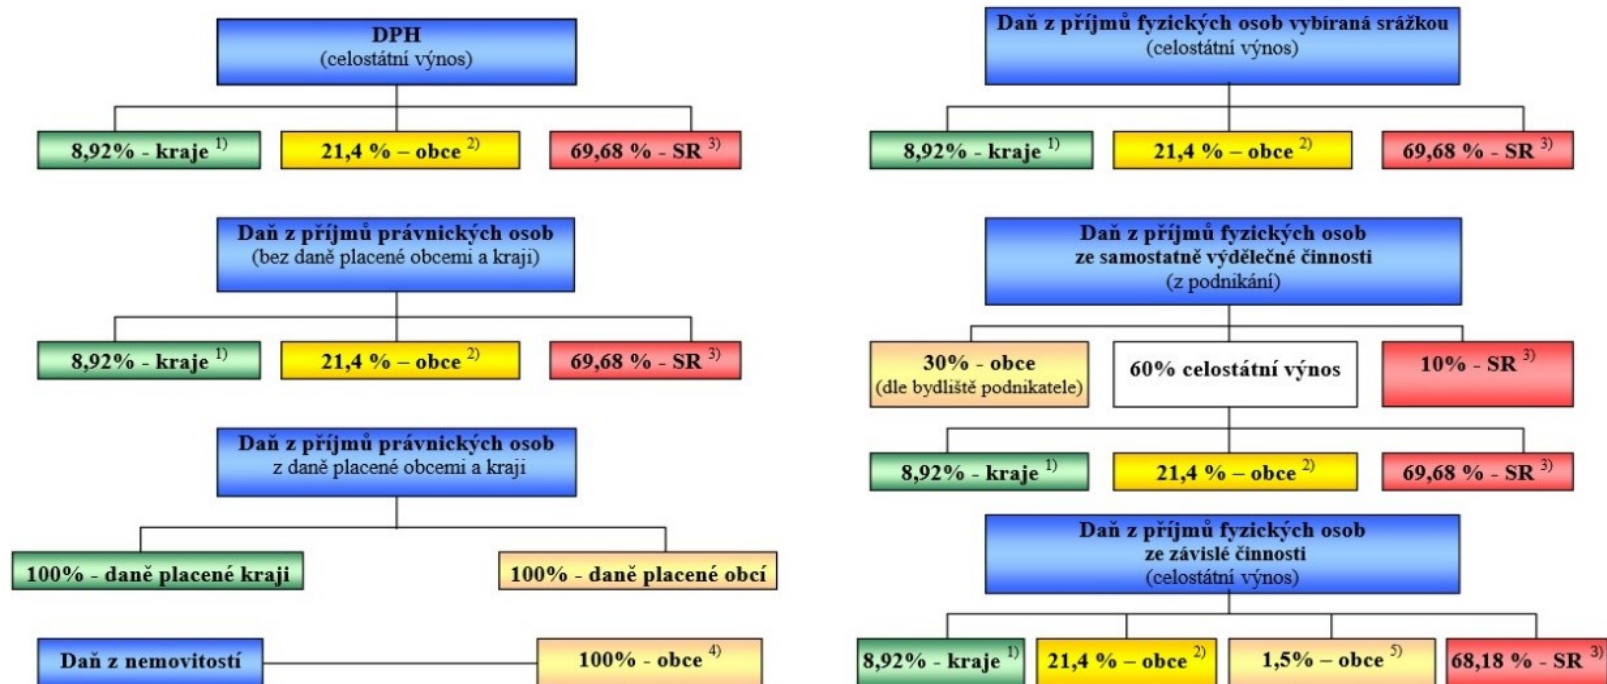 DPH
(celostátní výnos)
8,92% - kraje 1)
21,4 % – obce 2)
69,68 % - SR 3)
Daň z příjmů právnických osob
(bez daně placené obcemi a kraji)
8,92% - kraje 1)
21,4 % – obce 2)
69,68 % - SR 3)
Daň z příjmů právnických osob
z daně placené obcemi a kraji
100% - daně placené kraji
100% - daně placené obcí
Daň z nemovitostí
100% - obce 4)
Daň z příjmů fyzických osob vybíraná srážkou
(celostátní výnos)
8,92% - kraje 1)
21,4 % – obce 2)
69,68 % - SR 3)
Daň z příjmů fyzických osob
ze samostatně výdělečné činnosti
(z podnikání)
30% - obce
(dle bydliště podnikatele)
60% celostátní výnos
10% - SR 3)
8,92% - kraje 1)
21,4 % – obce 2)
69,68 % - SR 3)
Daň z příjmů fyzických osob
ze závislé činnosti
(celostátní výnos)
8,92% - kraje 1)
21,4 % – obce 2)
1,5% – obce 5)
68,18 % - SR 3)